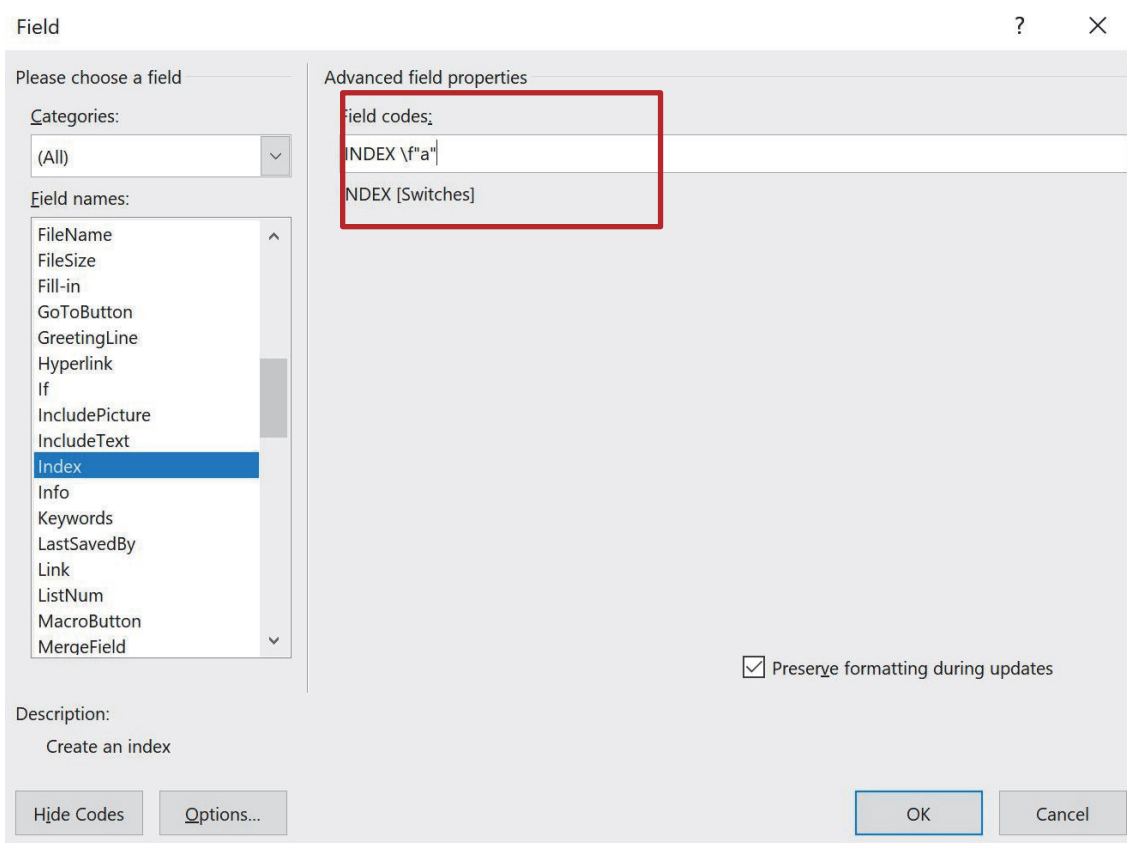 Field
?
Please choose a field
Categories:
(All)
Field names:
FileName
FileSize
Fill-in
GoToButton
GreetingLine
Hyperlink
If
IncludePicture
IncludeText
Index
Info
Keywords
LastSavedBy
Link
ListNum
MacroButton
MergeField
Advanced field properties
Field codes:
INDEX \f"a"
INDEX [Switches]
Preserve formatting during updates
Description:
Create an index
Hide Codes
Options...
OK
Cancel